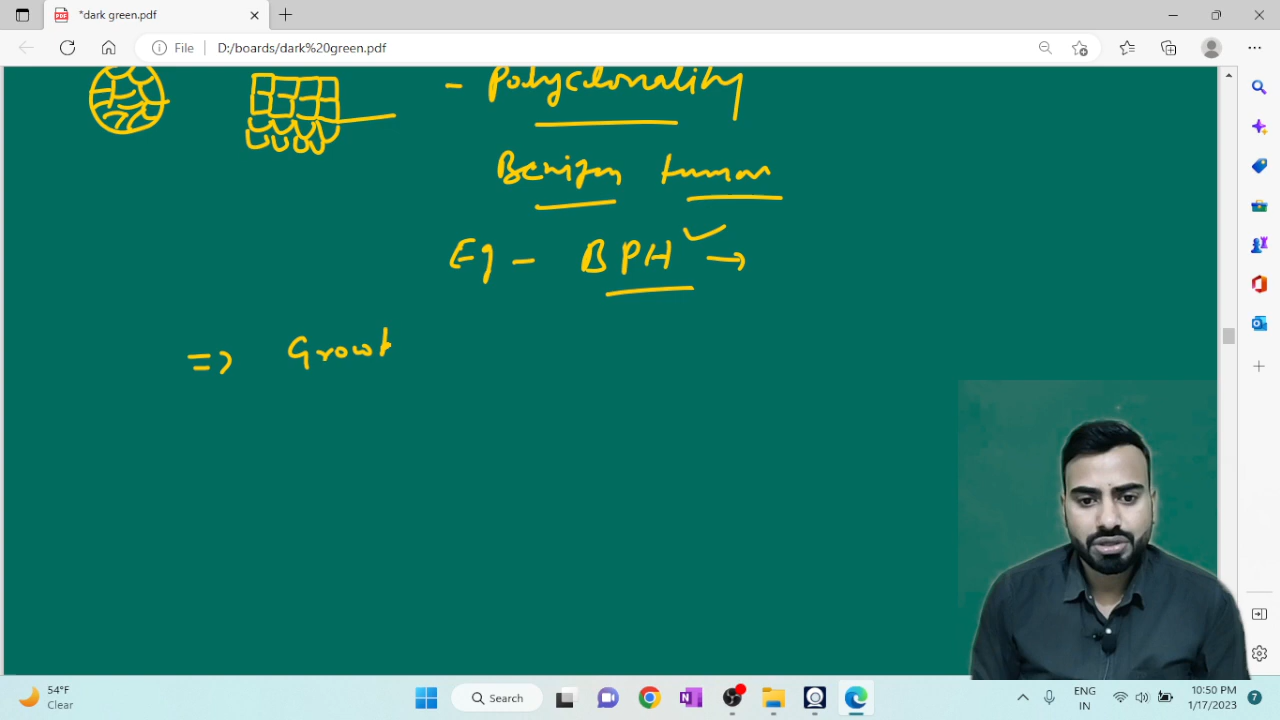 *dark green.pdf
File D:/boards/dark%20green.pdf
- Polyclonality
Benign tumor
Eg - BPH ✓ →
=> Growt
54°F
Clear
Search
ENG
IN
10:50 PM
1/17/2023
7